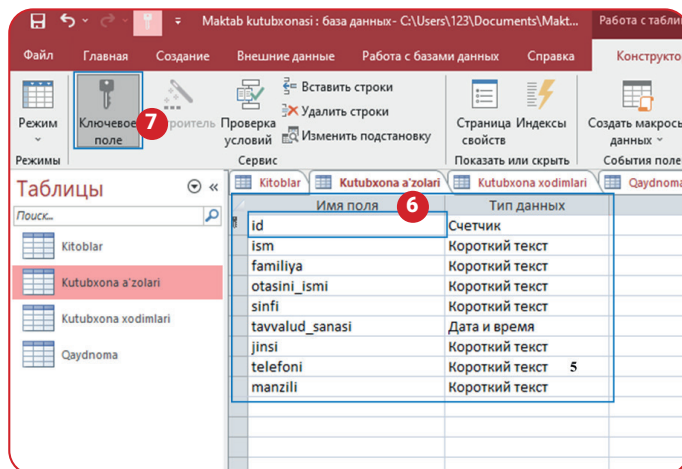 Maktab kutubxonasi : база данных- C:\Users\123\Documents\Makt...
Работа с табли
Файл Главная Создание Внешние данные Работа с базами данных Справка Конструкто
Режим
Режимы
Ключевое поле
7
троитель
Проверка условий
Вставить строки
Удалить строки
Изменить подстановку
Сервис
Страница свойств
Индексы
Показать или скрыть
Создать макросы данных
События поле
Таблицы
Поиск...
Kitoblar
Kutubxona a'zolari
Kutubxona xodimlari
Qaydnoma
Kitoblar Kutubxona a'zolari Kutubxona xodimlari Qaydnoma
Имя поля 6 Тип данных
id Счетчик
ism Короткий текст
familiya Короткий текст
otasini_ismi Короткий текст
sinfi Короткий текст
tavvalud_sanasi Дата и время
jinsi Короткий текст
telefoni Короткий текст 5
manzili Короткий текст